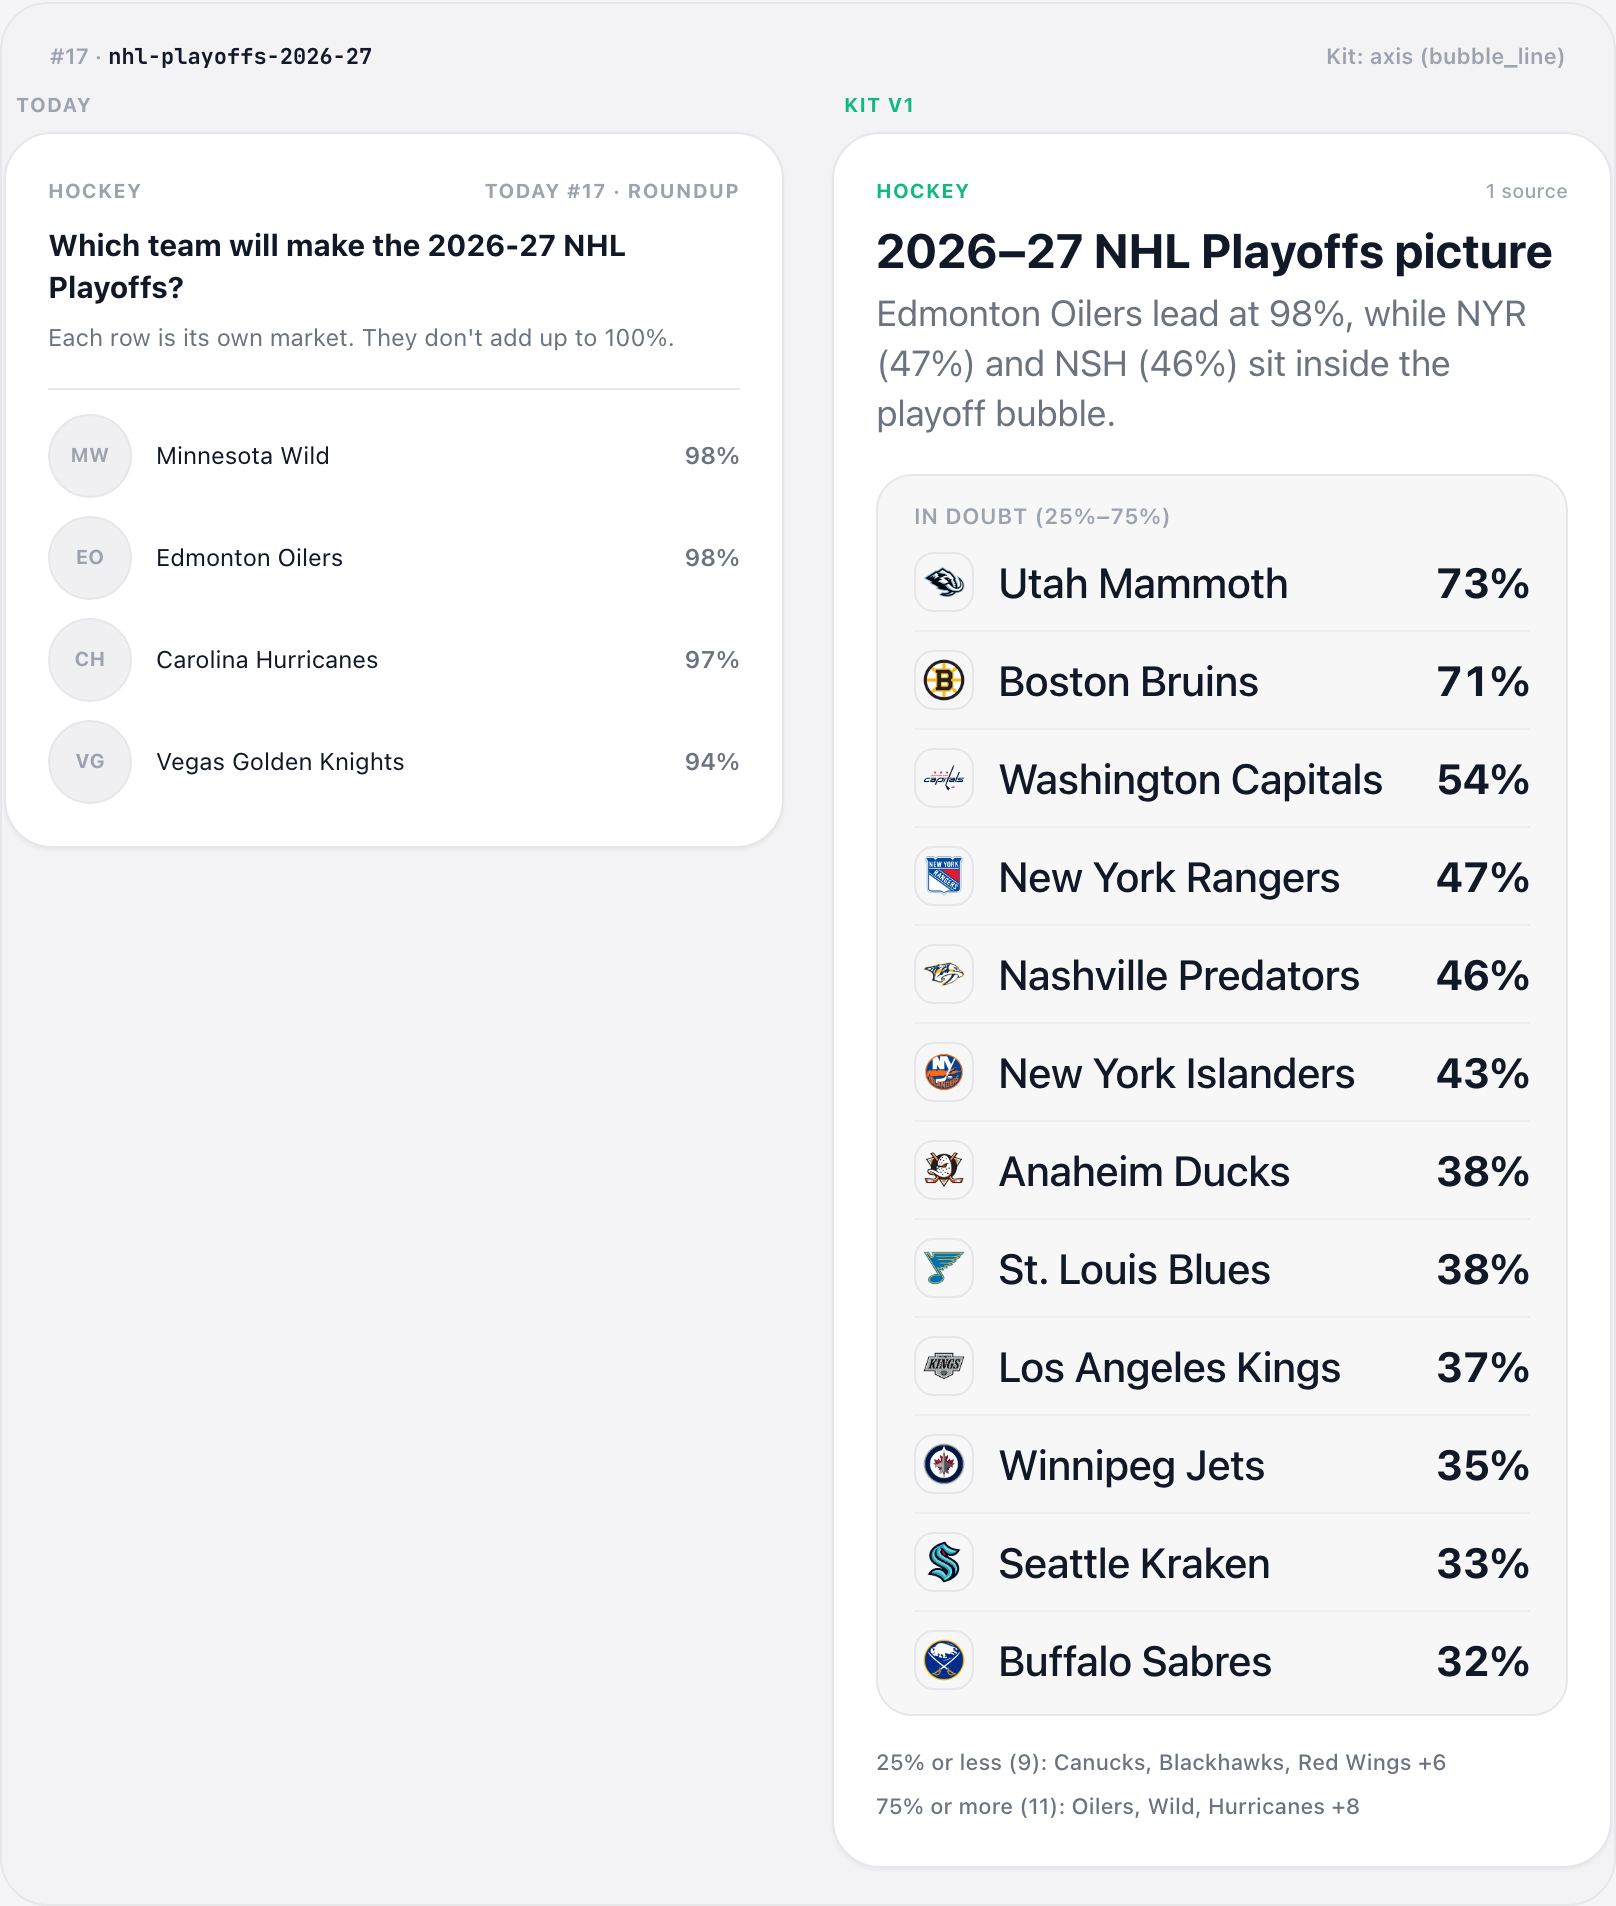 #17 · nhl-playoffs-2026-27
Kit: axis (bubble_line)
TODAY
HOCKEY
TODAY #17 · ROUNDUP
Which team will make the 2026-27 NHL
Playoffs?
Each row is its own market. They don't add up to 100%.
MW Minnesota Wild 98%
EO Edmonton Oilers 98%
CH Carolina Hurricanes 97%
VG Vegas Golden Knights 94%
KIT V1
HOCKEY
1 source
2026–27 NHL Playoffs picture
Edmonton Oilers lead at 98%, while NYR
(47%) and NSH (46%) sit inside the
playoff bubble.
IN DOUBT (25%–75%)
Utah Mammoth 73%
B Boston Bruins 71%
capitals Washington Capitals 54%
NEW YORK RANGERS New York Rangers 47%
Nashville Predators 46%
NY New York Islanders 43%
Anaheim Ducks 38%
St. Louis Blues 38%
KINGS Los Angeles Kings 37%
Winnipeg Jets 35%
Seattle Kraken 33%
Buffalo Sabres 32%
25% or less (9): Canucks, Blackhawks, Red Wings +6
75% or more (11): Oilers, Wild, Hurricanes +8